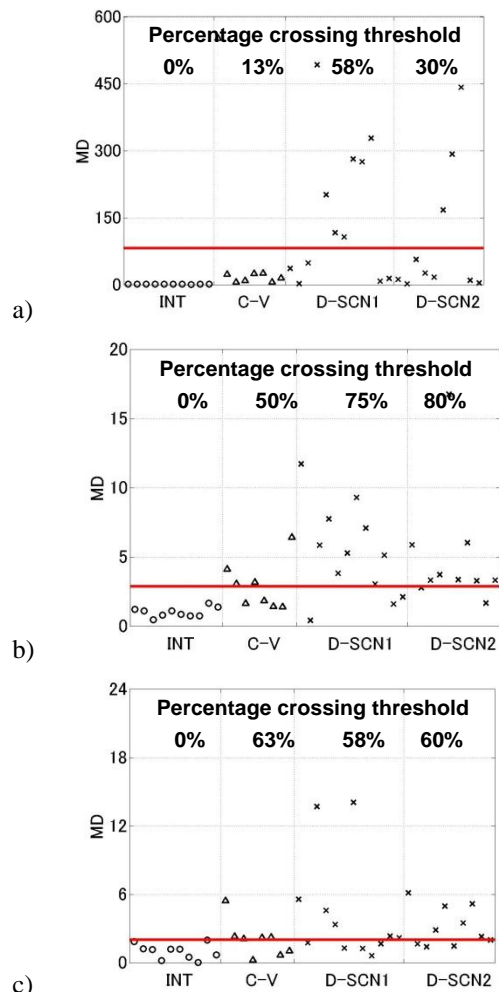 600
Percentage crossing threshold
0% 13% 58% 30%
450
MD
300
150
0
INT C-V D-SCN1 D-SCN2
a)
20
Percentage crossing threshold
0% 50% 75% 80%
15
MD
10
5
0
INT C-V D-SCN1 D-SCN2
b)
24
Percentage crossing threshold
0% 63% 58% 60%
18
MD
12
6
0
INT C-V D-SCN1 D-SCN2
c)